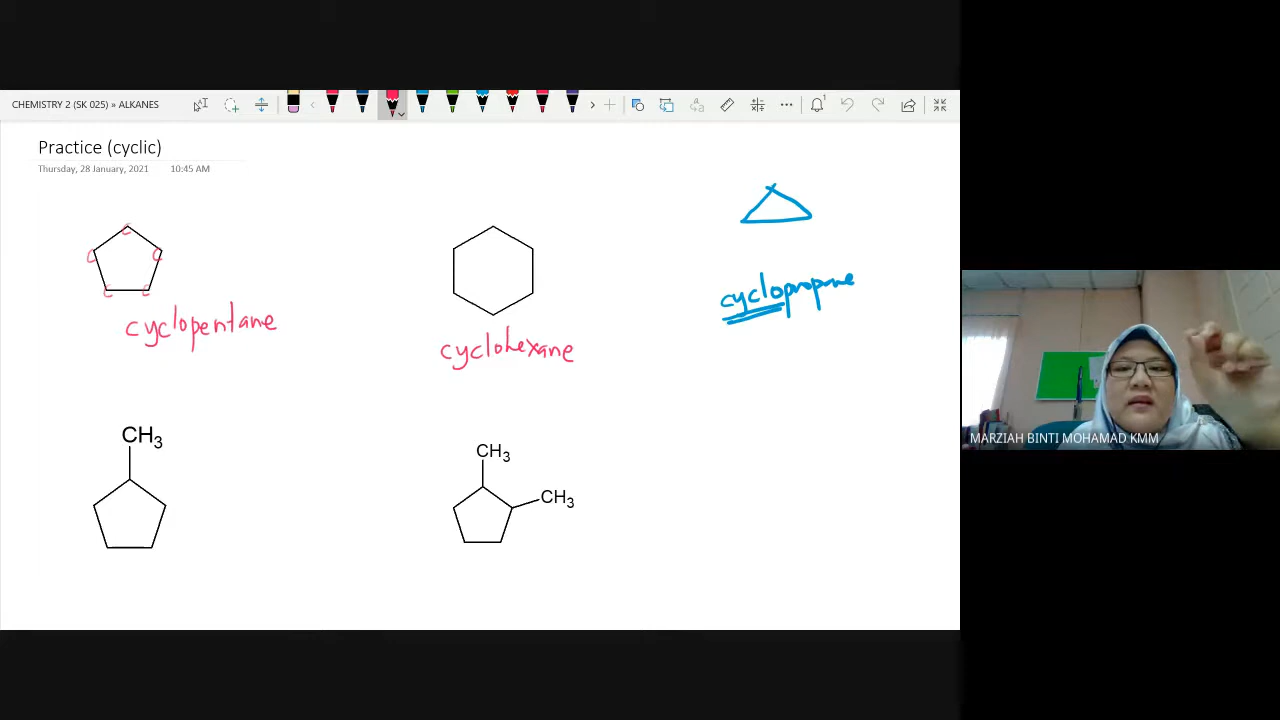 CHEMISTRY 2 (SK 025) » ALKANES
Practice (cyclic)
Thursday, 28 January, 2021 10:45 AM
C
C C
C C
cyclopentane
cyclohexane
cyclopropane
CH3
CH3
CH3
MARZIAH BINTI MOHAMAD KMM